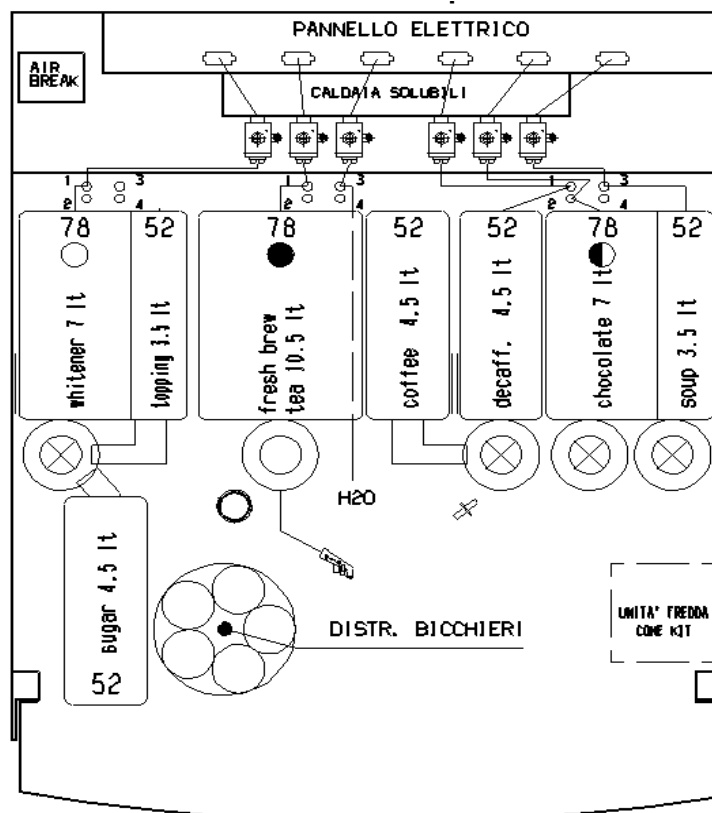 PANNELLO ELETTRICO
AIR
BREAK
CALDAIA SOLUBILI
1 3
2 4
1 3
2 4
1 3
2 4
78
52
78
52
52
78
52
whitener 7 lt
topping 3.5 lt
fresh brew
tea 10.5 lt
coffee 4.5 lt
decaff. 4.5 lt
chocolate 7 lt
soup 3.5 lt
H2O
sugar 4.5 lt
52
DISTR. BICCHIERI
UNITA' FREDDA
COME KIT